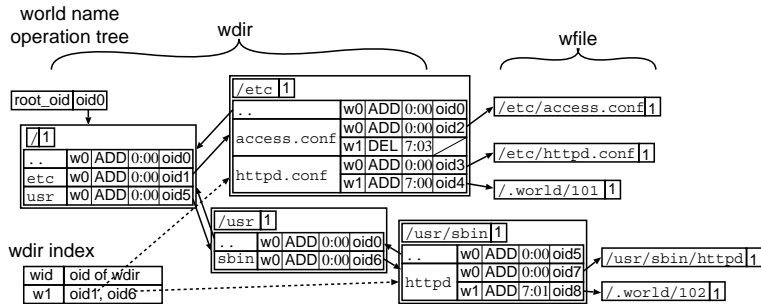 world name
operation tree
wdir
wfile
root_oid oid0
/ 1
.. w0 ADD 0:00 oid0
etc w0 ADD 0:00 oid1
usr w0 ADD 0:00 oid5
/etc 1
.. w0 ADD 0:00 oid0
access.conf w0 ADD 0:00 oid2
w1 DEL 7:03
httpd.conf w0 ADD 0:00 oid3
w1 ADD 7:00 oid4
/etc/access.conf 1
/etc/httpd.conf 1
/.world/101 1
/usr 1
.. w0 ADD 0:00 oid0
sbin w0 ADD 0:00 oid6
/usr/sbin 1
.. w0 ADD 0:00 oid5
httpd w0 ADD 0:00 oid7
w1 ADD 7:01 oid8
/usr/sbin/httpd 1
/.world/102 1
wdir index
wid oid of wdir
w1 oid1, oid6